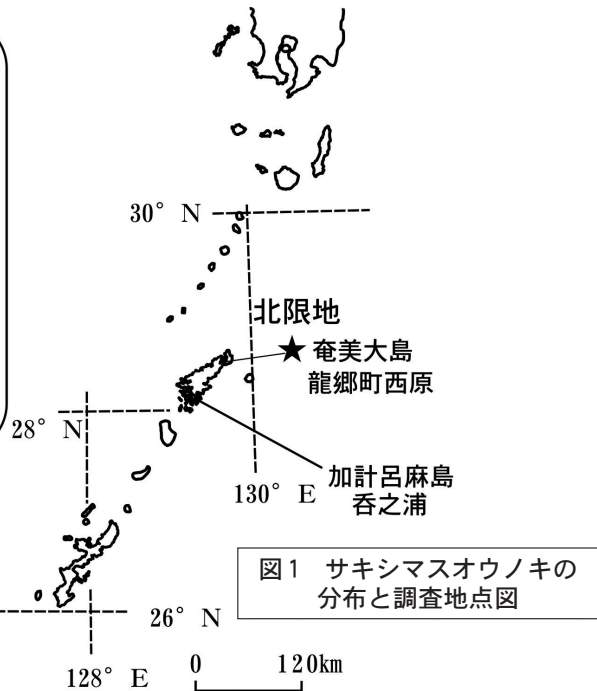 30° N
北限地
★ 奄美大島
龍郷町西原
28° N
加計呂麻島
呑之浦
130° E
図1 サキシマスオウノキの
分布と調査地点図
26° N
128° E
0 120km